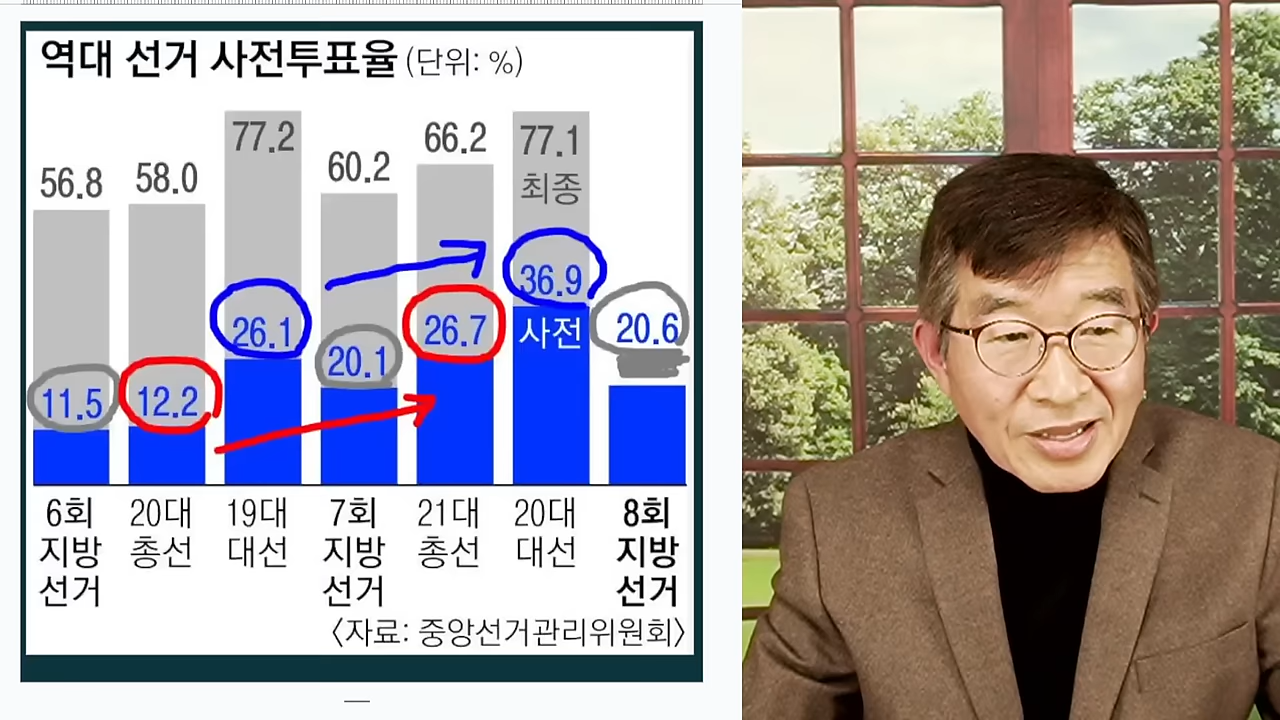 역대 선거 사전투표율 (단위: %)
56.8
58.0
77.2
60.2
66.2
77.1
최종
11.5
12.2
26.1
20.1
26.7
36.9
사전
20.6
6회
지방
선거
20대
총선
19대
대선
7회
지방
선거
21대
총선
20대
대선
8회
지방
선거
〈자료: 중앙선거관리위원회〉